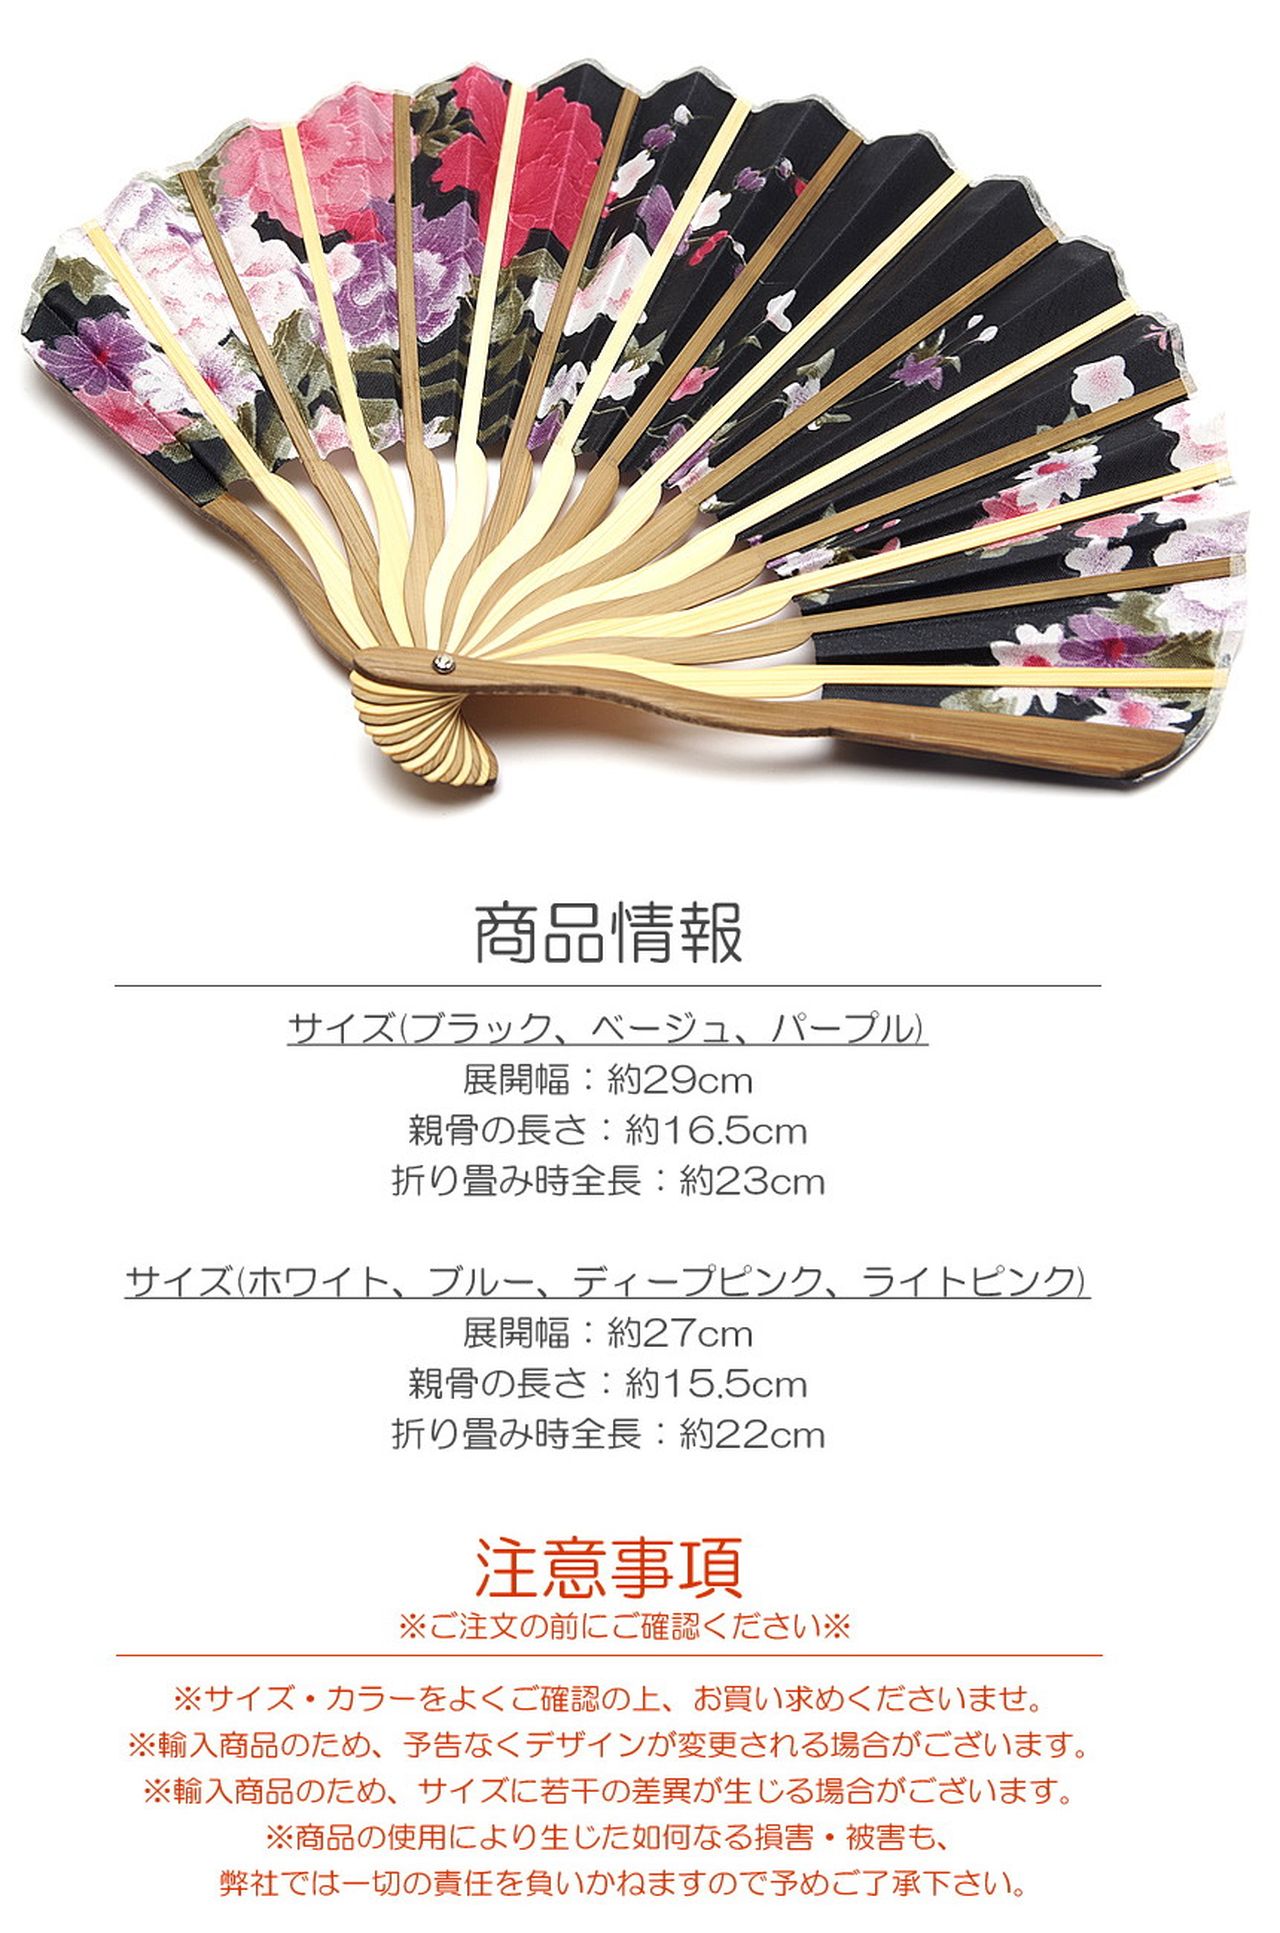 商品情報
サイズ(ブラック、ベージュ、パープル)
展開幅：約29cm
親骨の長さ：約16.5cm
折り畳み時全長：約23cm
サイズ(ホワイト、ブルー、ディープピンク、ライトピンク)
展開幅：約27cm
親骨の長さ：約15.5cm
折り畳み時全長：約22cm
注意事項
※ご注文の前にご確認ください※
※サイズ・カラーをよくご確認の上、お買い求めくださいませ。
※輸入商品のため、予告なくデザインが変更される場合がございます。
※輸入商品のため、サイズに若干の差異が生じる場合がございます。
※商品の使用により生じた如何なる損害・被害も、
弊社では一切の責任を負いかねますので予めご了承下さい。